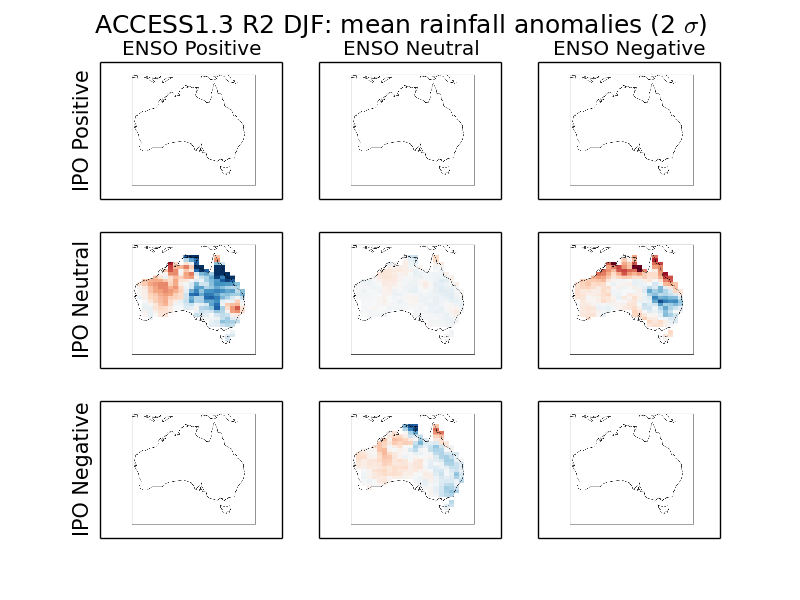 ACCESS1.3 R2 DJF: mean rainfall anomalies (2 σ)
ENSO Positive ENSO Neutral ENSO Negative
IPO Positive
IPO Neutral
IPO Negative